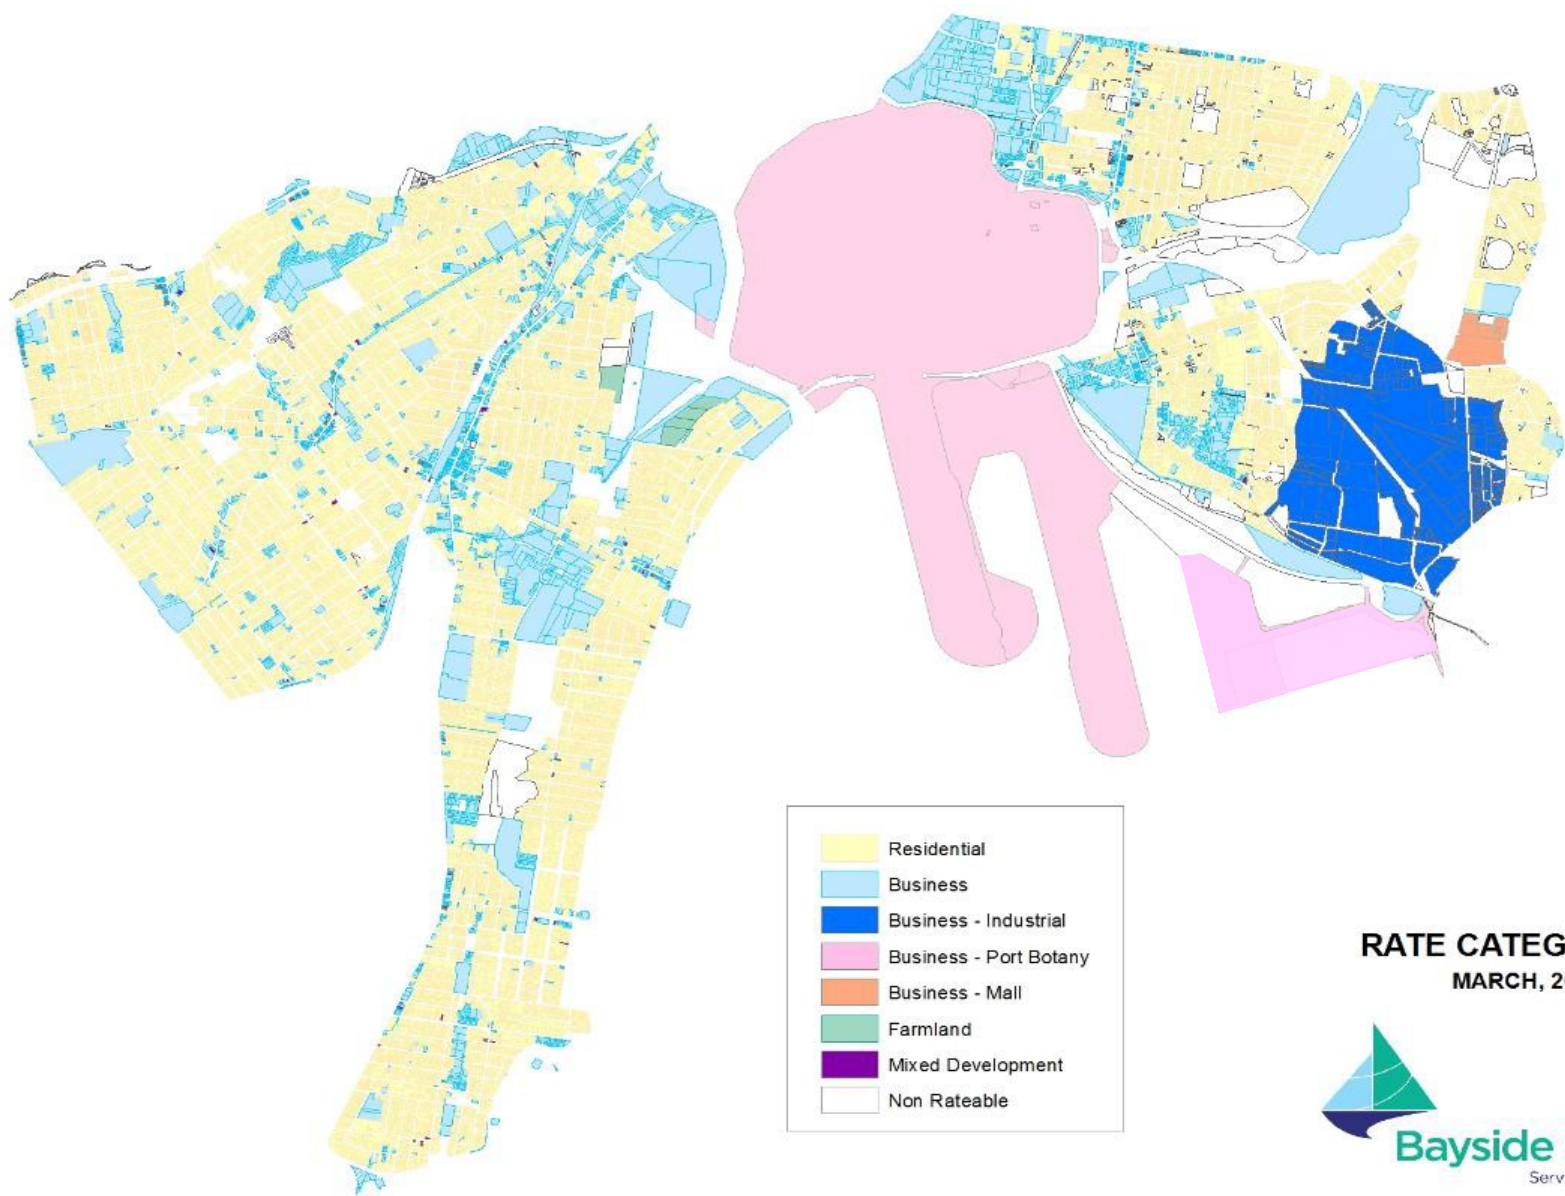 Residential
Business
Business - Industrial
Business - Port Botany
Business - Mall
Farmland
Mixed Development
Non Rateable
RATE CATEG
MARCH, 2
Bayside
Serv